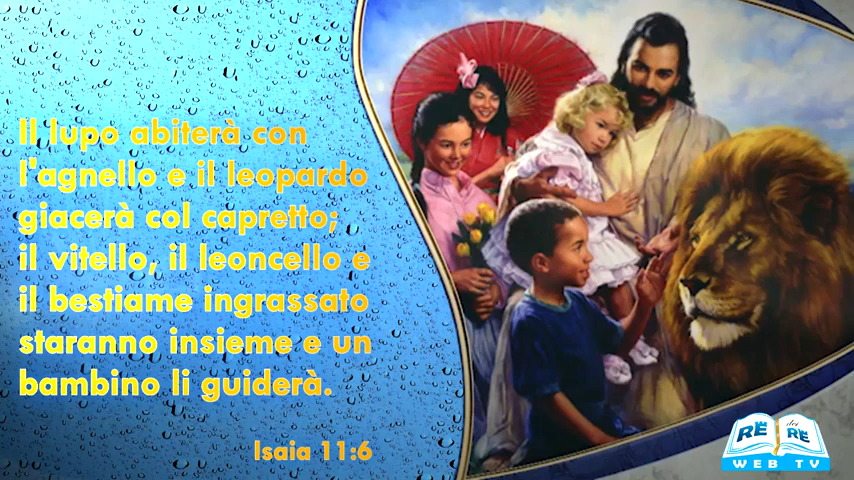 Il lupo abiterà con
l'agnello e il leopardo
giacerà col capretto;
il vitello, il leoncello e
il bestiame ingrassato
staranno insieme e un
bambino li guiderà.
Isaia 11:6
RE dei RE
WEB TV